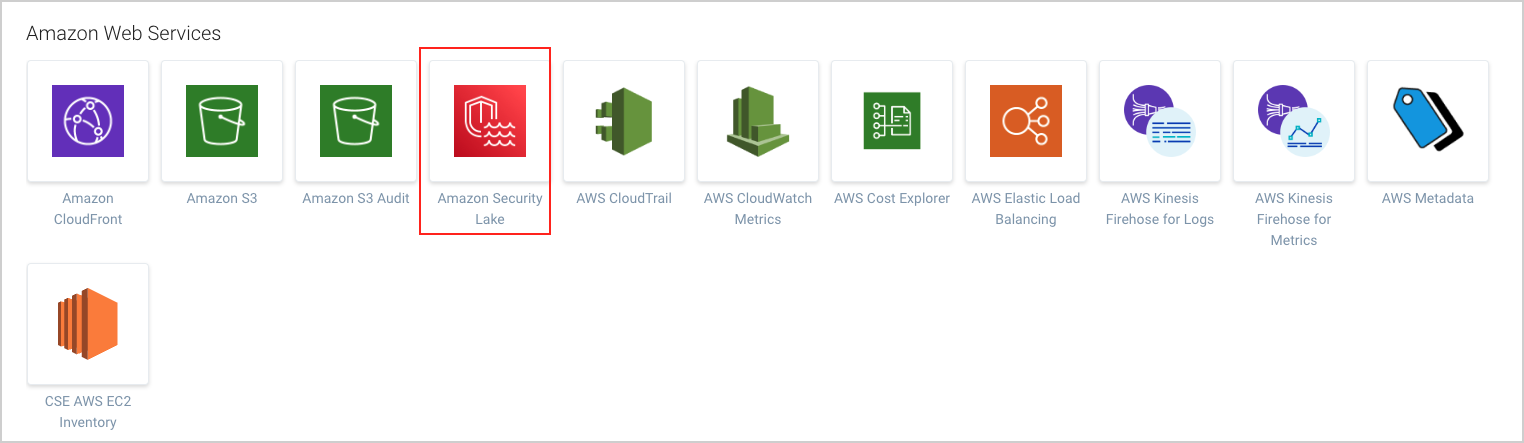 Amazon Web Services
Amazon
CloudFront
Amazon S3
Amazon S3 Audit
Amazon Security
Lake
AWS CloudTrail
AWS CloudWatch
Metrics
AWS Cost Explorer
AWS Elastic Load
Balancing
AWS Kinesis
Firehose for Logs
AWS Kinesis
Firehose for
Metrics
AWS Metadata
CSE AWS EC2
Inventory